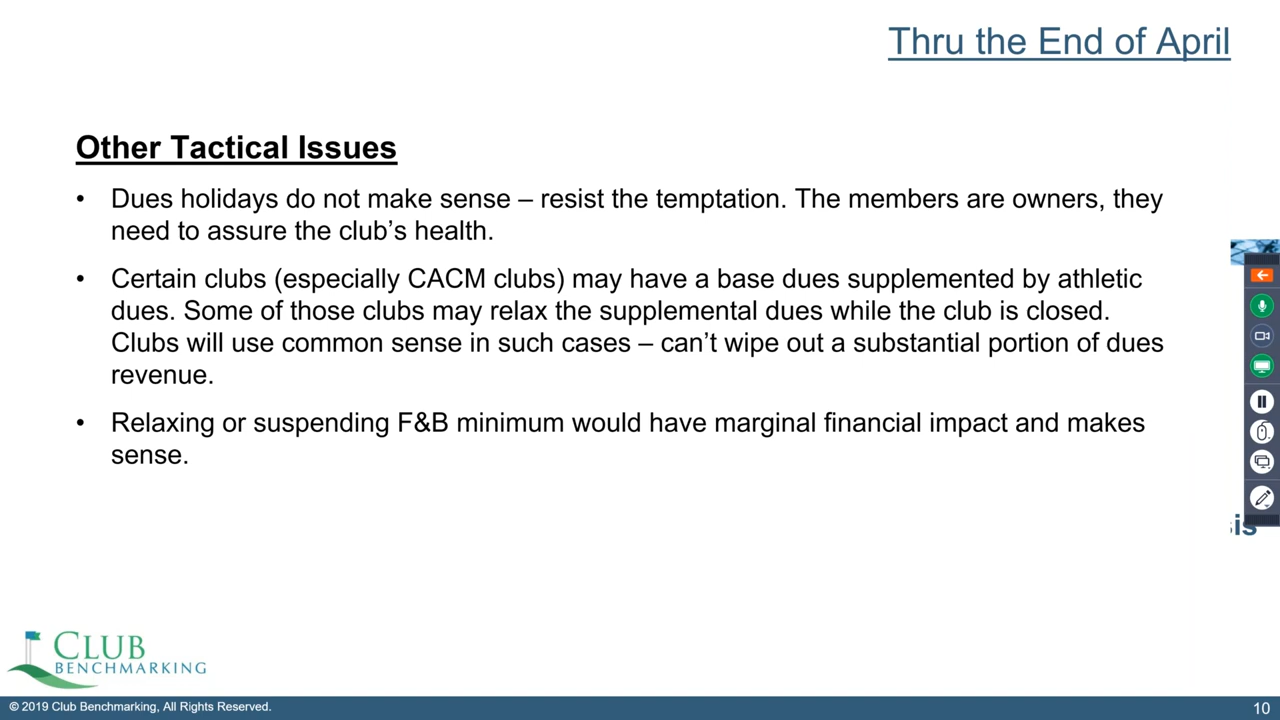 Thru the End of April
Other Tactical Issues
• Dues holidays do not make sense – resist the temptation. The members are owners, they
need to assure the club’s health.
• Certain clubs (especially CACM clubs) may have a base dues supplemented by athletic
dues. Some of those clubs may relax the supplemental dues while the club is closed.
Clubs will use common sense in such cases – can’t wipe out a substantial portion of dues
revenue.
• Relaxing or suspending F&B minimum would have marginal financial impact and makes
sense.
CLUB
BENCHMARKING
© 2019 Club Benchmarking, All Rights Reserved.
10